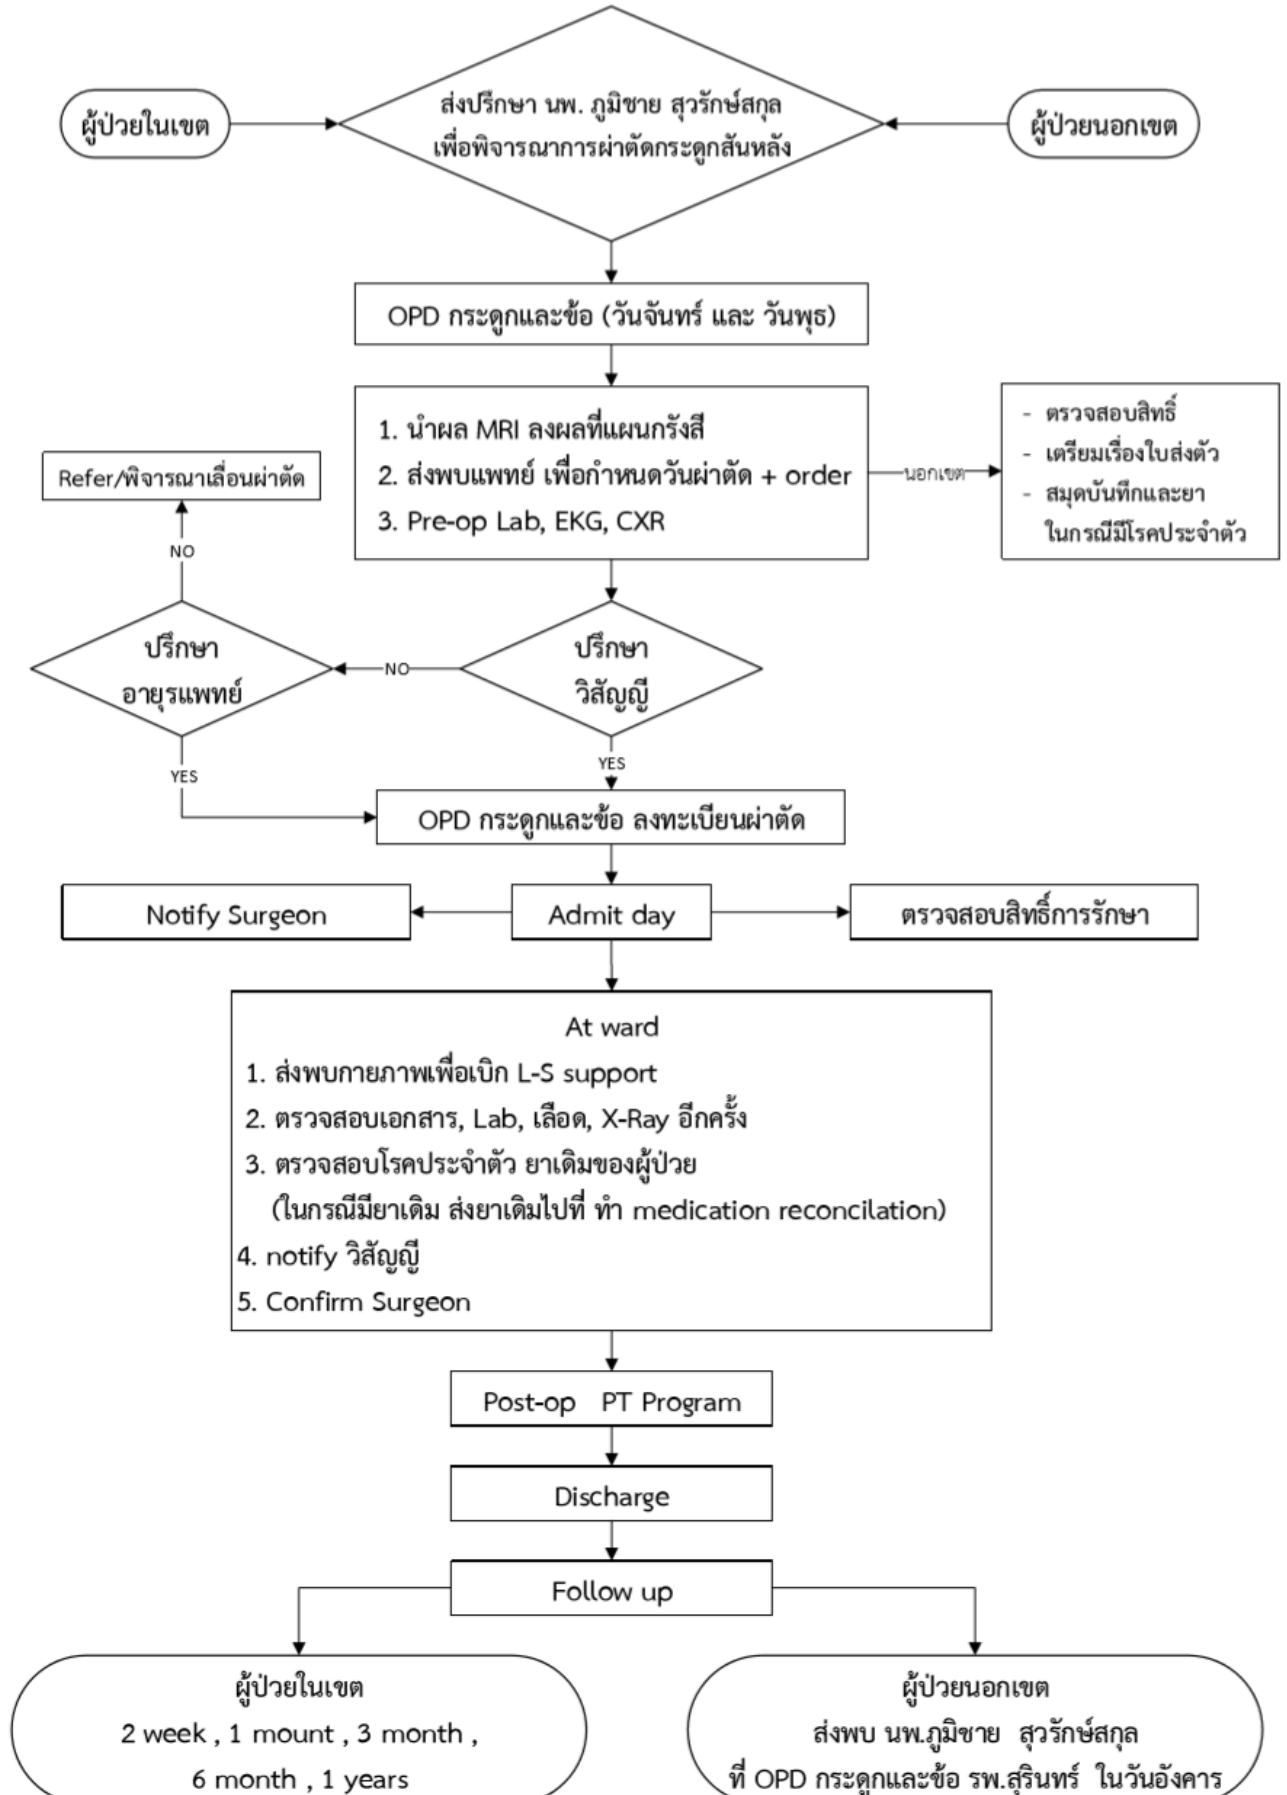 ส่งปรึกษา นพ. ภูมิชาย สุวรักษ์สกุล
เพื่อพิจารณาการผ่าตัดกระดูกสันหลัง
ผู้ป่วยในเขต
ผู้ป่วยนอกเขต
OPD กระดูกและข้อ (วันจันทร์ และ วันพุธ)
1. นำผล MRI ลงผลที่แผนกรังสี
2. ส่งพบแพทย์ เพื่อกำหนดวันผ่าตัด + order
3. Pre-op Lab, EKG, CXR
นอกเขต
- ตรวจสอบสิทธิ์
- เตรียมเรื่องใบส่งตัว
- สมุดบันทึกและยา
ในกรณีมีโรคประจำตัว
Refer/พิจารณาเลื่อนผ่าตัด
NO
ปรึกษา
อายุรแพทย์
NO
ปรึกษา
วิสัญญี
YES
YES
OPD กระดูกและข้อ ลงทะเบียนผ่าตัด
Notify Surgeon
Admit day
ตรวจสอบสิทธิ์การรักษา
At ward
1. ส่งพบกายภาพเพื่อเบิก L-S support
2. ตรวจสอบเอกสาร, Lab, เลือด, X-Ray อีกครั้ง
3. ตรวจสอบโรคประจำตัว ยาเดิมของผู้ป่วย
(ในกรณีมียาเดิม ส่งยาเดิมไปที่ ทำ medication reconcilation)
4. notify วิสัญญี
5. Confirm Surgeon
Post-op PT Program
Discharge
Follow up
ผู้ป่วยในเขต
2 week , 1 mount , 3 month ,
6 month , 1 years
ผู้ป่วยนอกเขต
ส่งพบ นพ.ภูมิชาย สุวรักษ์สกุล
ที่ OPD กระดูกและข้อ รพ.สุรินทร์ ในวันอังคาร